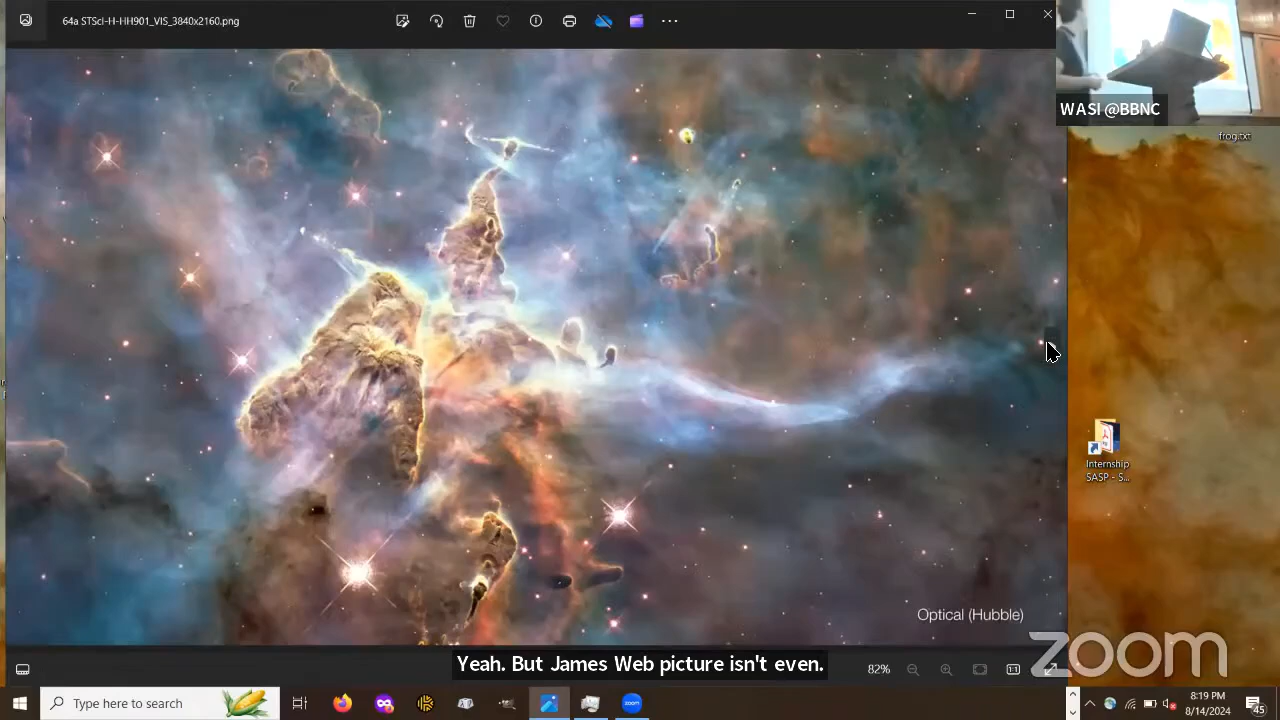 64a STScI-H-HH901_VIS_3840x2160.png
WASI @BBNC
frog.txt
Internship
SASP - S...
Optical (Hubble)
zoom
Yeah. But James Web picture isn't even.
82%
Type here to search
zoom
8:19 PM
8/14/2024
45